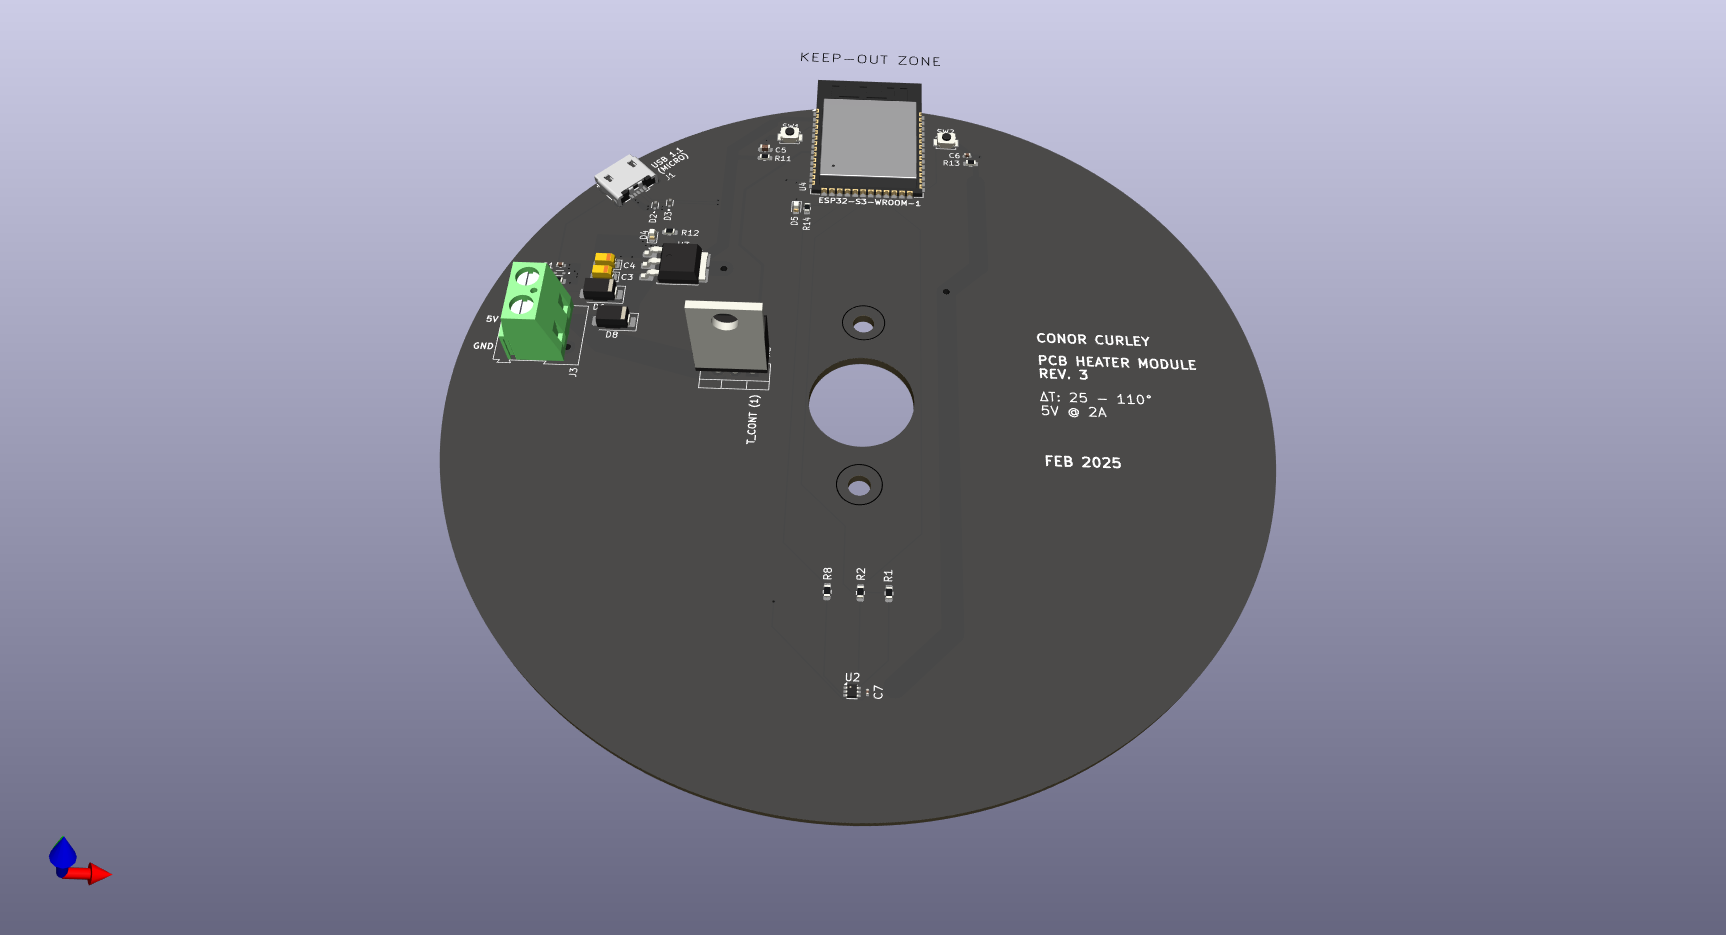 KEEP-OUT ZONE
USB 1.1
(MICRO)
J1
C5
R11
C6
R13
U4
ESP32-S3-WROOM-1
D2
D3
D5
R14
D4
R12
C4
C3
D8
5V
GND
J3
T_CONT (1)
CONOR CURLEY
PCB HEATER MODULE
REV. 3
ΔT: 25 - 110°
5V @ 2A
FEB 2025
R8
R2
R1
U2
C7